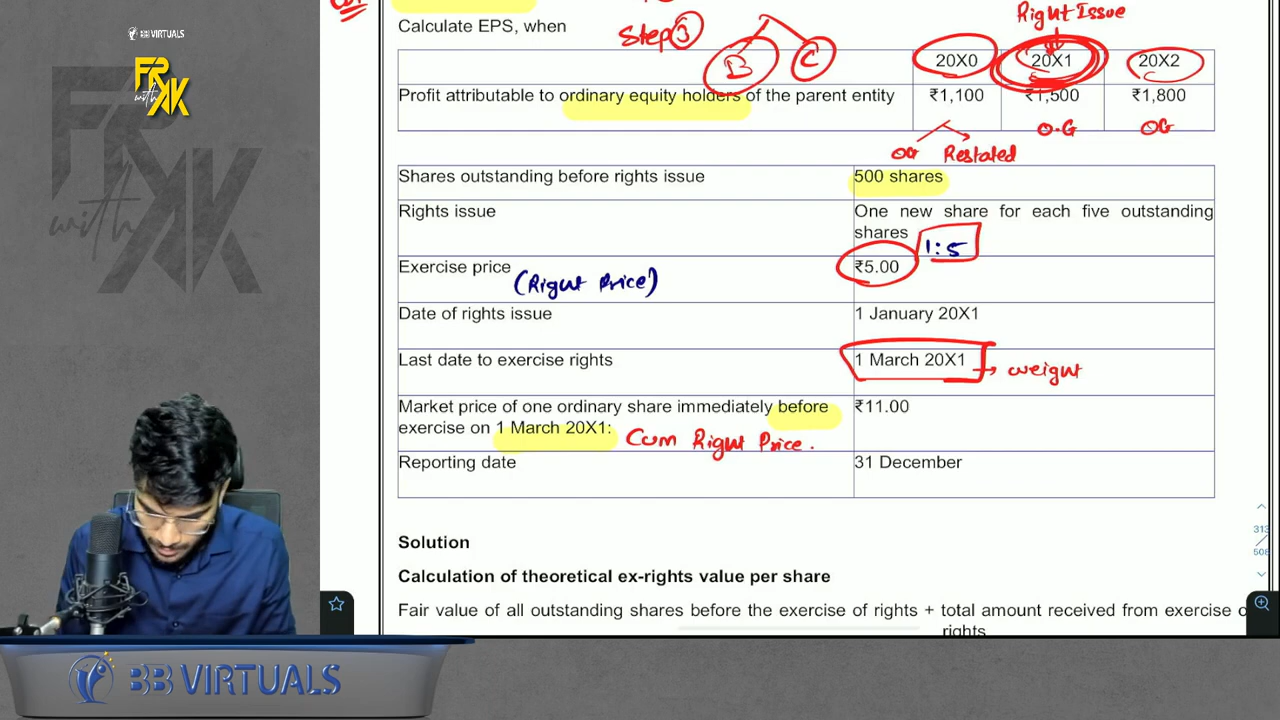 BB VIRTUALS
FR
with AK
FR
with AK
Right Issue
Calculate EPS, when
Step 3
B C
20X0 20X1 20X2
Profit attributable to ordinary equity holders of the parent entity ₹1,100 ₹1,500 ₹1,800
OG Restated O.G OG
Shares outstanding before rights issue 500 shares
Rights issue One new share for each five outstanding
shares 1:5
Exercise price (Right Price) ₹5.00
Date of rights issue 1 January 20X1
Last date to exercise rights 1 March 20X1 → weight
Market price of one ordinary share immediately before ₹11.00
exercise on 1 March 20X1: Cum Right Price.
Reporting date 31 December
313
508
Solution
Calculation of theoretical ex-rights value per share
Fair value of all outstanding shares before the exercise of rights + total amount received from exercise o
rights
BB VIRTUALS